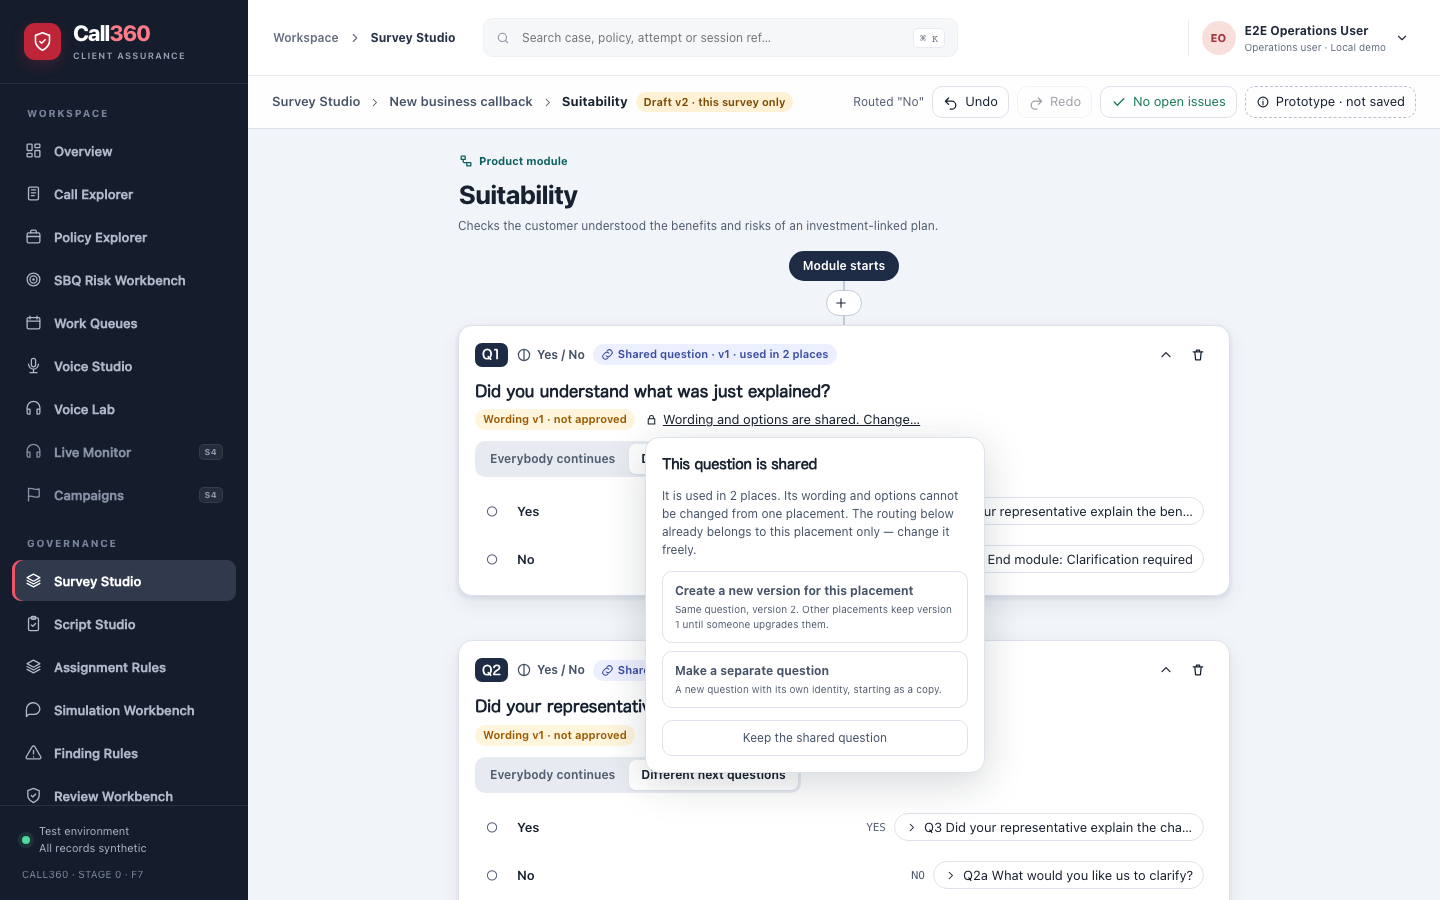 Call360
CLIENT ASSURANCE
Workspace > Survey Studio
Search case, policy, attempt or session ref...
⌘ K
EO
E2E Operations User
Operations user · Local demo
Survey Studio > New business callback > Suitability
Draft v2 · this survey only
Routed "No"
Undo
Redo
No open issues
Prototype · not saved
WORKSPACE
Overview
Call Explorer
Policy Explorer
SBQ Risk Workbench
Work Queues
Voice Studio
Voice Lab
Live Monitor S4
Campaigns S4
GOVERNANCE
Survey Studio
Script Studio
Assignment Rules
Simulation Workbench
Finding Rules
Review Workbench
Test environment
All records synthetic
CALL360 · STAGE 0 · F7
Product module
Suitability
Checks the customer understood the benefits and risks of an investment-linked plan.
Module starts
Q1 Yes / No Shared question · v1 · used in 2 places
Did you understand what was just explained?
Wording v1 · not approved Wording and options are shared. Change...
Everybody continues
Yes
ur representative explain the ben...
No
End module: Clarification required
This question is shared
It is used in 2 places. Its wording and options cannot
be changed from one placement. The routing below
already belongs to this placement only — change it
freely.
Create a new version for this placement
Same question, version 2. Other placements keep version
1 until someone upgrades them.
Make a separate question
A new question with its own identity, starting as a copy.
Keep the shared question
Q2 Yes / No
Did your representativ
Wording v1 · not approved
Everybody continues Different next questions
Yes
YES > Q3 Did your representative explain the cha...
No
NO > Q2a What would you like us to clarify?